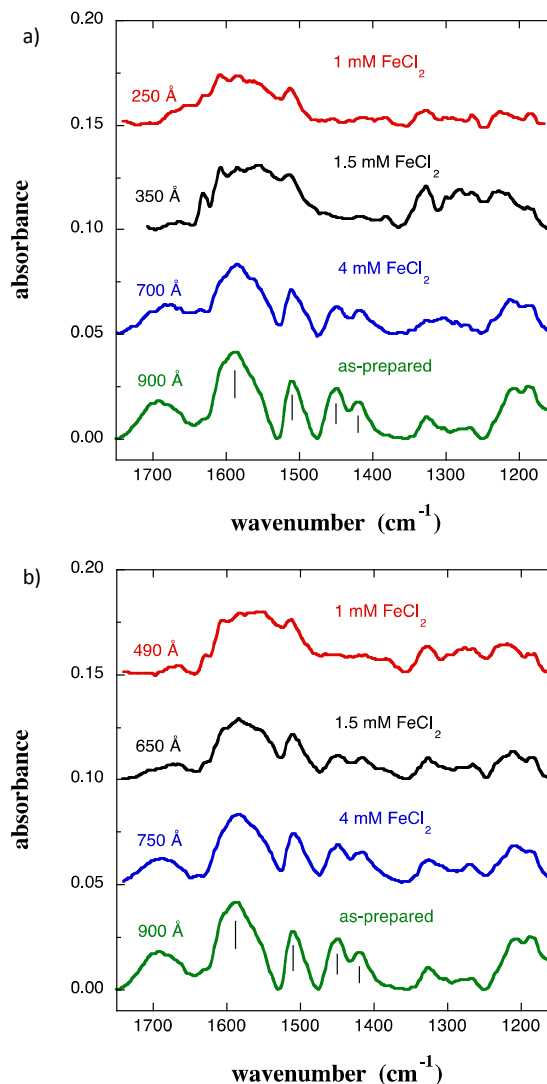 a)
0.20
1 mM FeCl2
250 Å
0.15
1.5 mM FeCl2
350 Å
0.10
4 mM FeCl2
700 Å
0.05
as-prepared
900 Å
0.00
absorbance
1700 1600 1500 1400 1300 1200
wavenumber (cm-1)
b)
0.20
1 mM FeCl2
490 Å
0.15
1.5 mM FeCl2
650 Å
0.10
4 mM FeCl2
750 Å
0.05
as-prepared
900 Å
0.00
absorbance
1700 1600 1500 1400 1300 1200
wavenumber (cm-1)